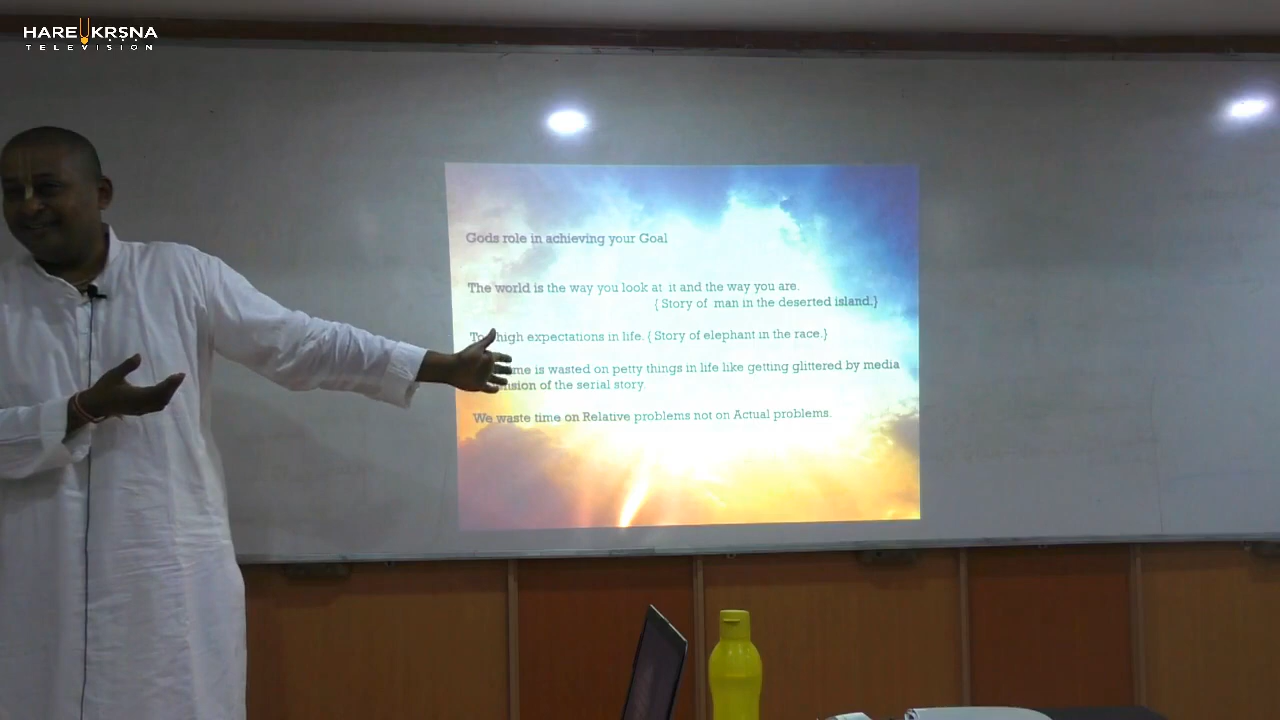 HARE KRSNA
TELEVISION
Gods role in achieving your Goal
The world is the way you look at it and the way you are.
{ Story of man in the deserted island.}
high expectations in life. { Story of elephant in the race.}
is wasted on petty things in life like getting glittered by media
of the serial story.
We waste time on Relative problems not on Actual problems.